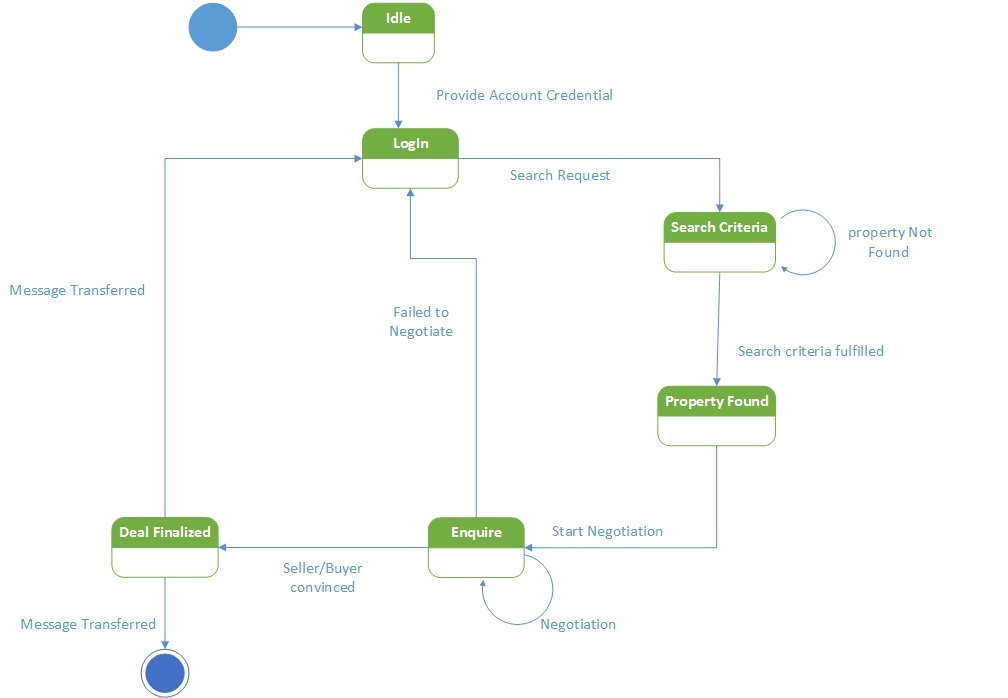 Idle
Provide Account Credential
LogIn
Search Request
Search Criteria
property Not
Found
Message Transferred
Failed to
Negotiate
Search criteria fulfilled
Property Found
Deal Finalized
Enquire
Start Negotiation
Seller/Buyer
convinced
Message Transferred
Negotiation